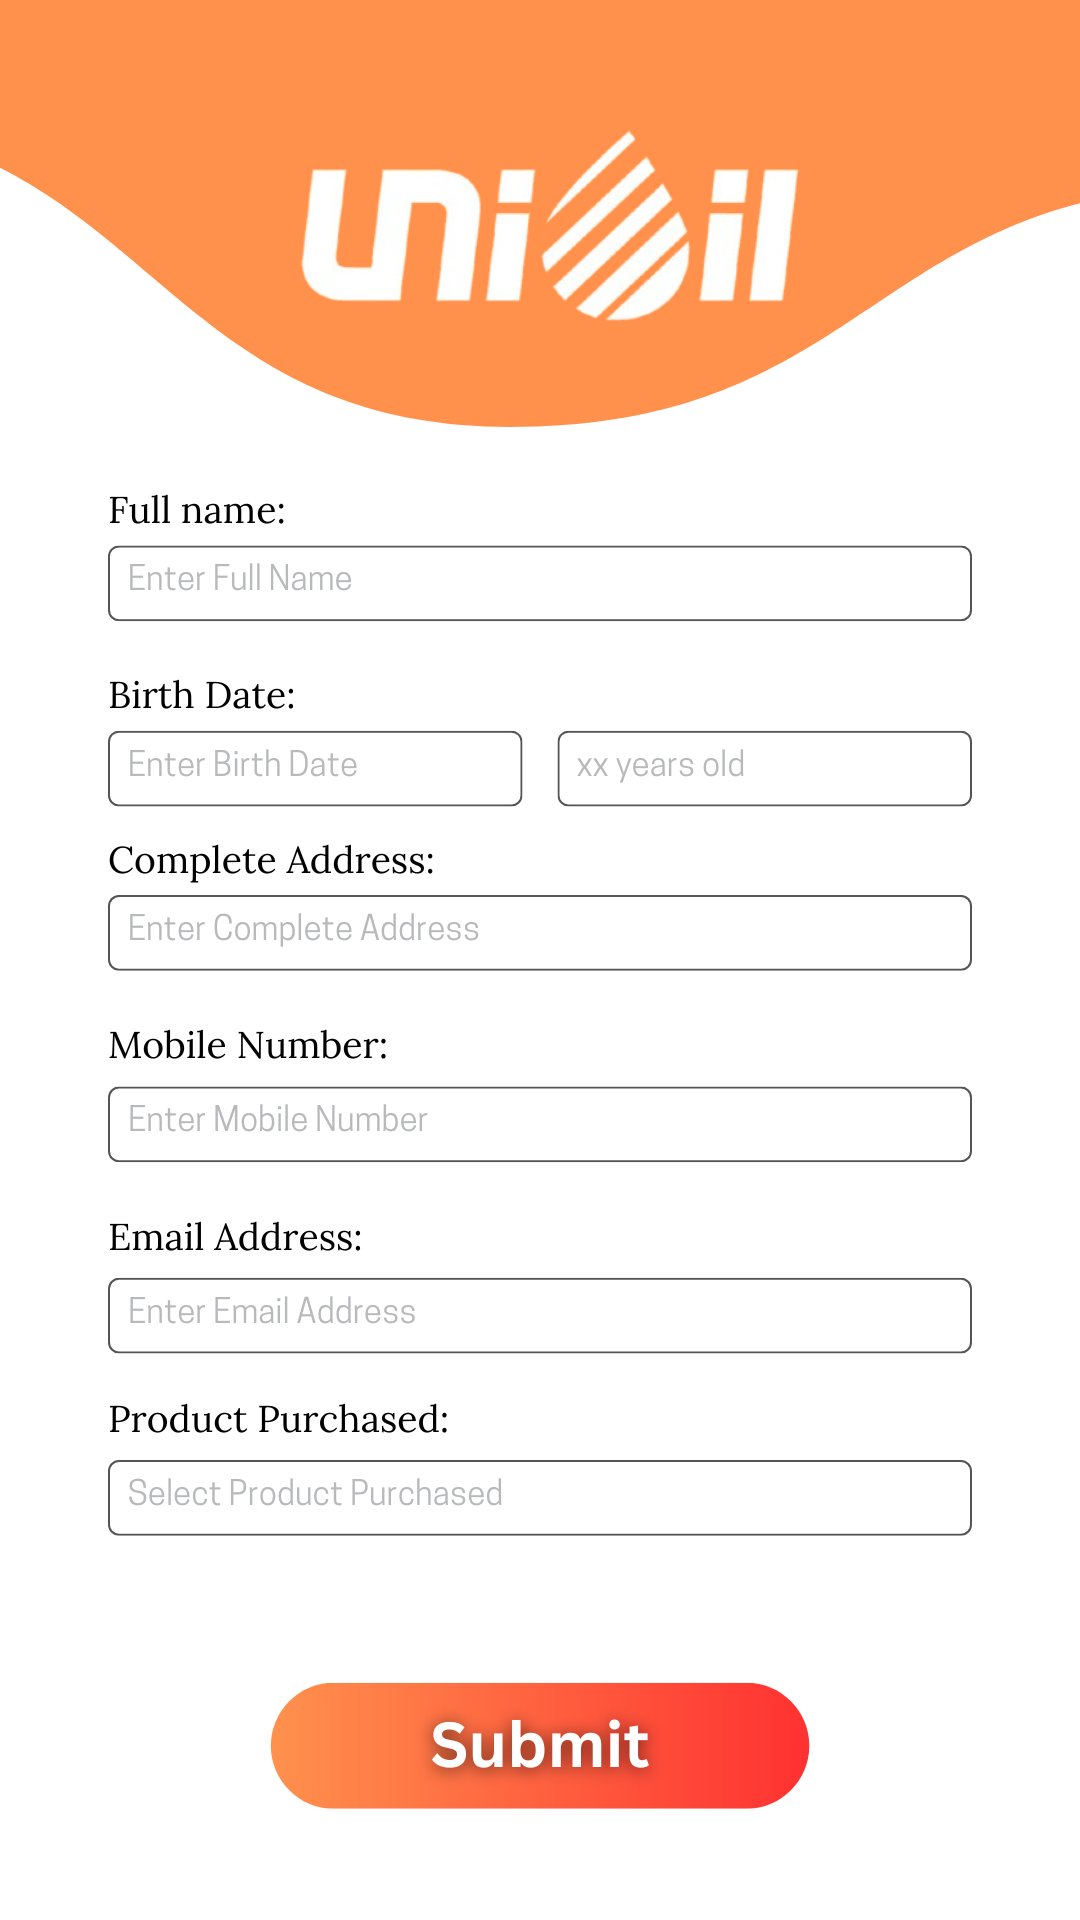 unioil
Full name:
Enter Full Name
Birth Date:
Enter Birth Date xx years old
Complete Address:
Enter Complete Address
Mobile Number:
Enter Mobile Number
Email Address:
Enter Email Address
Product Purchased:
Select Product Purchased
Submit